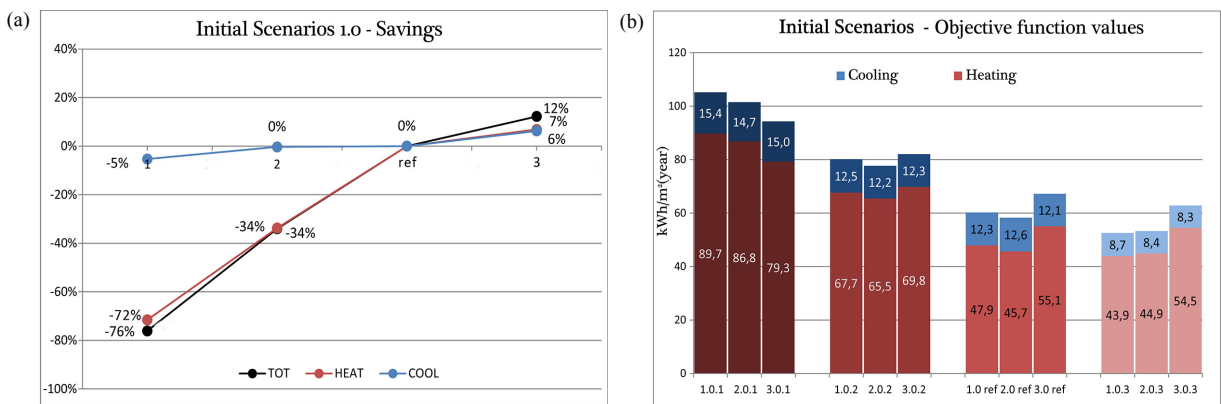 (a)
Initial Scenarios 1.0 - Savings
40%
20%
0%
-20%
-40%
-60%
-80%
-100%
-5%
0%
0%
12%
7%
6%
1
2
ref
3
-34%
-34%
-72%
-76%
TOT HEAT COOL
(b)
Initial Scenarios - Objective function values
Cooling Heating
kWh/m²(year)
120
100
80
60
40
20
0
15,4 14,7 15,0 12,5 12,2 12,3 12,3 12,6 12,1 8,7 8,4 8,3
89,7 86,8 79,3 67,7 65,5 69,8 47,9 45,7 55,1 43,9 44,9 54,5
1.0.1 2.0.1 3.0.1 1.0.2 2.0.2 3.0.2 1.0 ref 2.0 ref 3.0 ref 1.0.3 2.0.3 3.0.3